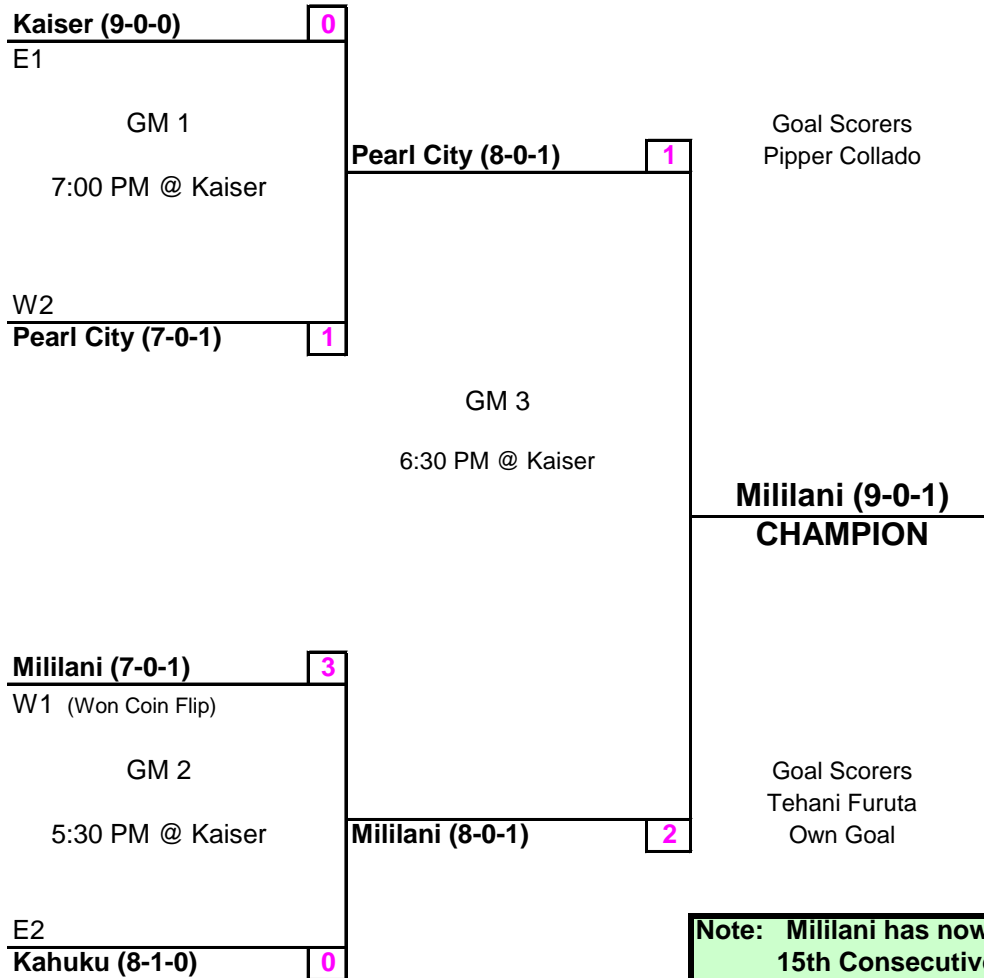 Kaiser (9-0-0) 0
E1
GM 1
7:00 PM @ Kaiser
W2
Pearl City (7-0-1) 1
Pearl City (8-0-1) 1
Goal Scorers
Pipper Collado
GM 3
6:30 PM @ Kaiser
Mililani (9-0-1)
CHAMPION
Mililani (7-0-1) 3
W1 (Won Coin Flip)
GM 2
5:30 PM @ Kaiser
E2
Kahuku (8-1-0) 0
Mililani (8-0-1) 2
Goal Scorers
Tehani Furuta
Own Goal
Note: Mililani has now
15th Consecutive